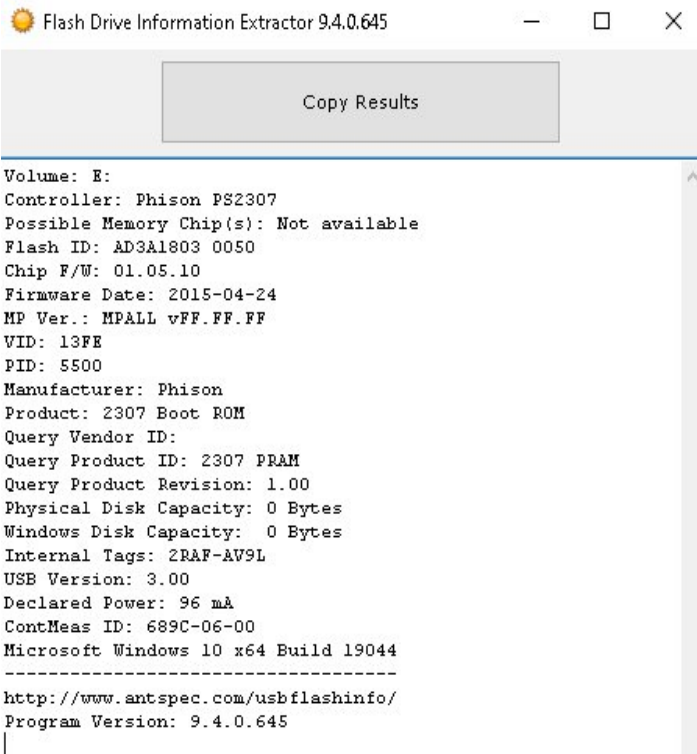 Flash Drive Information Extractor 9.4.0.645
Copy Results
Volume: E:
Controller: Phison PS2307
Possible Memory Chip(s): Not available
Flash ID: AD3A1803 0050
Chip F/W: 01.05.10
Firmware Date: 2015-04-24
MP Ver.: MPALL vFF.FF.FF
VID: 13FE
PID: 5500
Manufacturer: Phison
Product: 2307 Boot ROM
Query Vendor ID:
Query Product ID: 2307 PRAM
Query Product Revision: 1.00
Physical Disk Capacity: 0 Bytes
Windows Disk Capacity:  0 Bytes
Internal Tags: 2RAF-AV9L
USB Version: 3.00
Declared Power: 96 mA
ContMeas ID: 689C-06-00
Microsoft Windows 10 x64 Build 19044
------------------------------------
http://www.antspec.com/usbflashinfo/
Program Version: 9.4.0.645